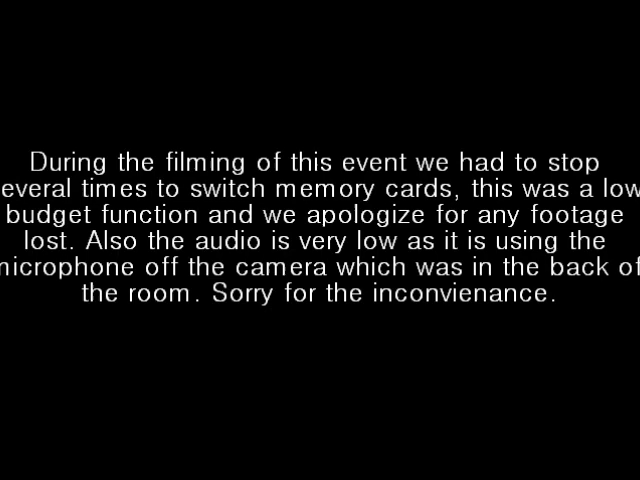 During the filming of this event we had to stop
everal times to switch memory cards, this was a low
budget function and we apologize for any footage
lost. Also the audio is very low as it is using the
microphone off the camera which was in the back of
the room. Sorry for the inconvienance.